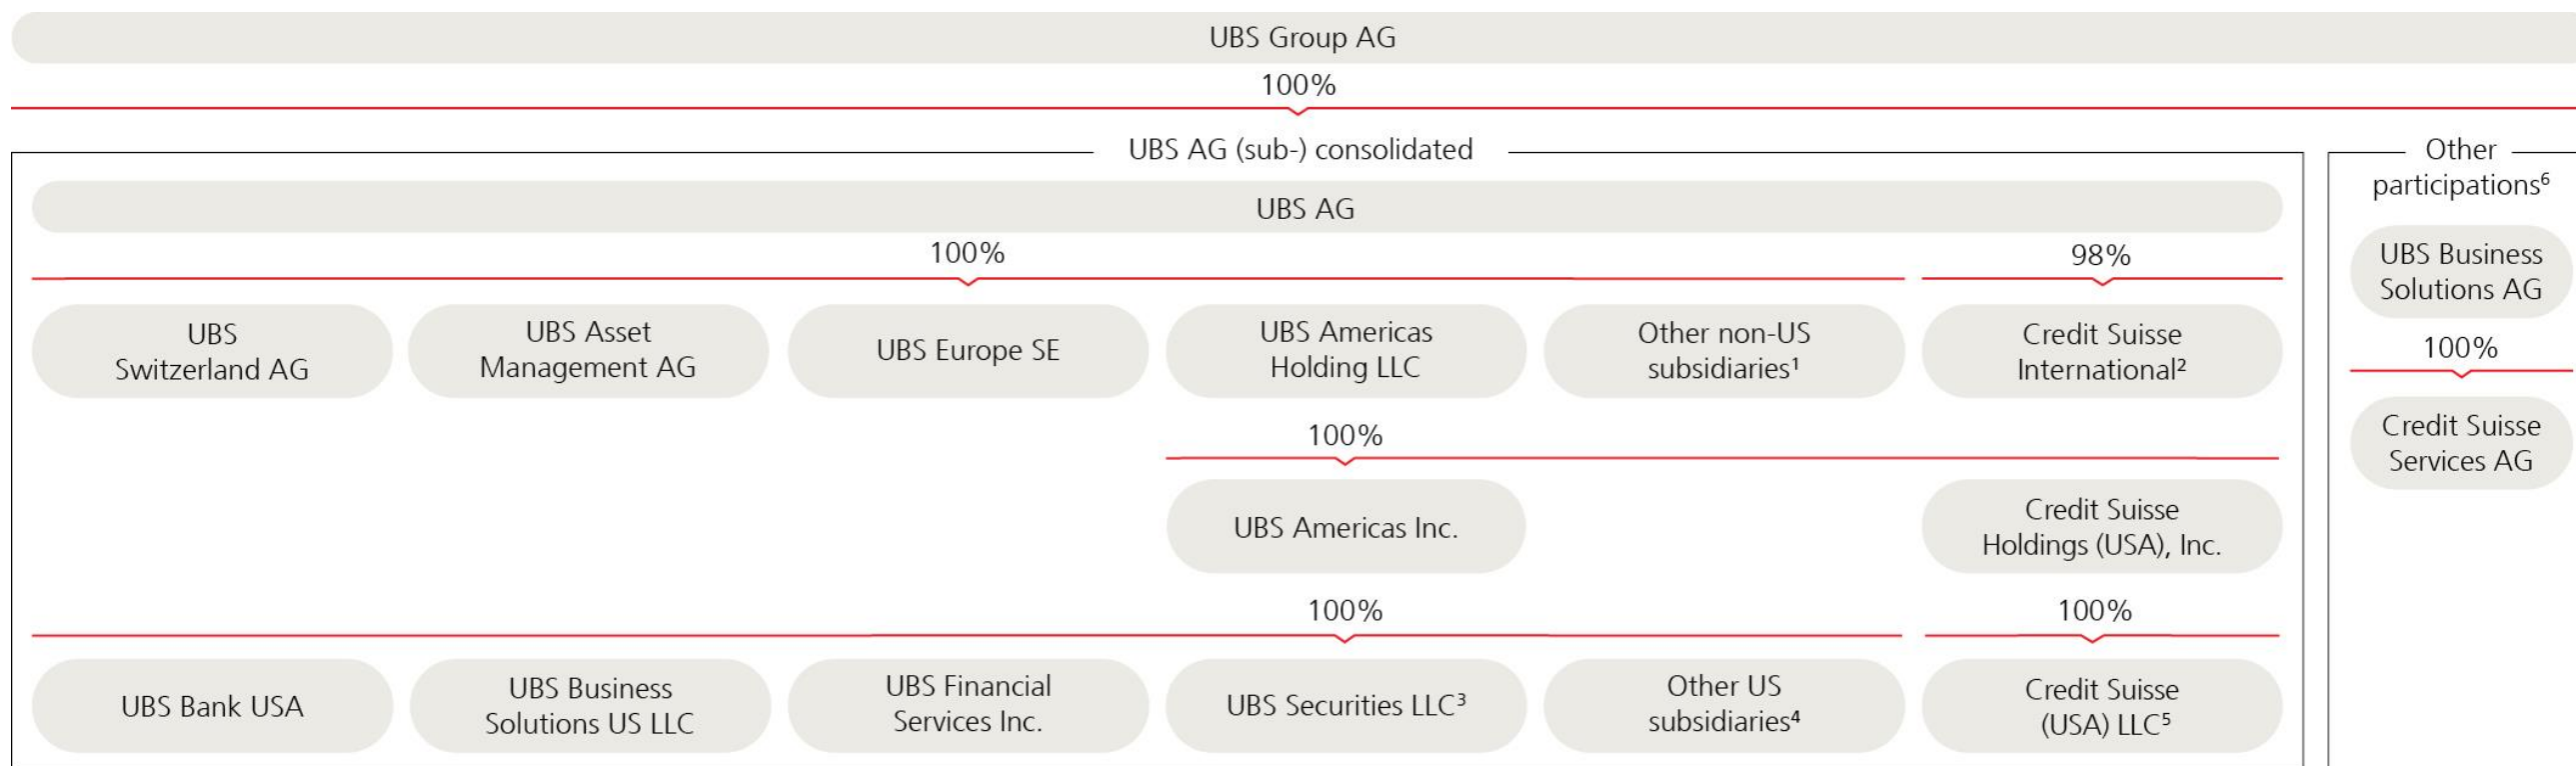 UBS Group AG
100%
UBS AG (sub-) consolidated
UBS AG
100%
98%
UBS
Switzerland AG
UBS Asset
Management AG
UBS Europe SE
UBS Americas
Holding LLC
Other non-US
subsidiaries¹
Credit Suisse
International²
100%
UBS Americas Inc.
Credit Suisse
Holdings (USA), Inc.
100%
100%
UBS Bank USA
UBS Business
Solutions US LLC
UBS Financial
Services Inc.
UBS Securities LLC³
Other US
subsidiaries⁴
Credit Suisse
(USA) LLC⁵
Other
participations⁶
UBS Business
Solutions AG
100%
Credit Suisse
Services AG